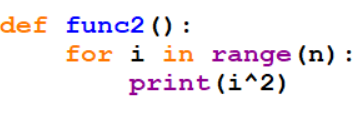 def func2():
    for i in range(n):
        print(i^2)